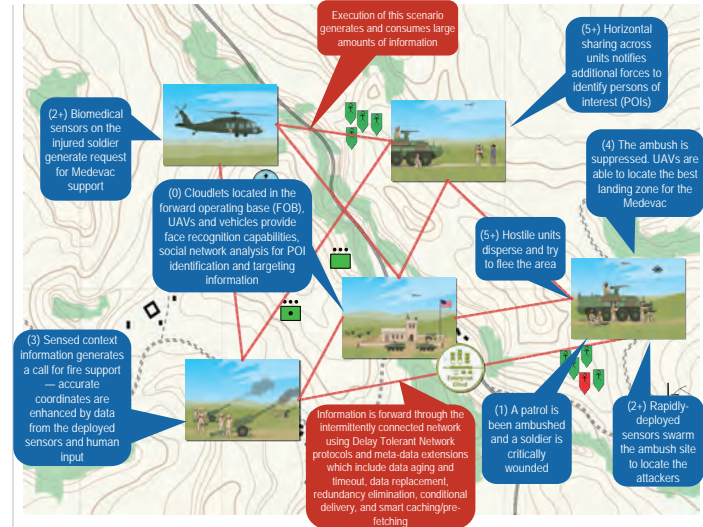 Execution of this scenario
generates and consumes large
amounts of information
(5+) Horizontal
sharing across
units notifies
additional forces to
identify persons of
interest (POIs)
(2+) Biomedical
sensors on the
injured soldier
generate request
for Medevac
support
(4) The ambush is
suppressed. UAVs are
able to locate the best
landing zone for the
Medevac
(0) Cloudlets located in the
forward operating base (FOB),
UAVs and vehicles provide
face recognition capabilities,
social network analysis for POI
identification and targeting
information
(5+) Hostile units
disperse and try
to flee the area
(3) Sensed context
information generates
a call for fire support
— accurate
coordinates are
enhanced by data
from the deployed
sensors and human
input
Enterprise
Cloud
Information is forward through the
intermittently connected network
using Delay Tolerant Network
protocols and meta-data extensions
which include data aging and
timeout, data replacement,
redundancy elimination, conditional
delivery, and smart caching/pre-
fetching
(1) A patrol is
been ambushed
and a soldier is
critically
wounded
(2+) Rapidly-
deployed
sensors swarm
the ambush site
to locate the
attackers